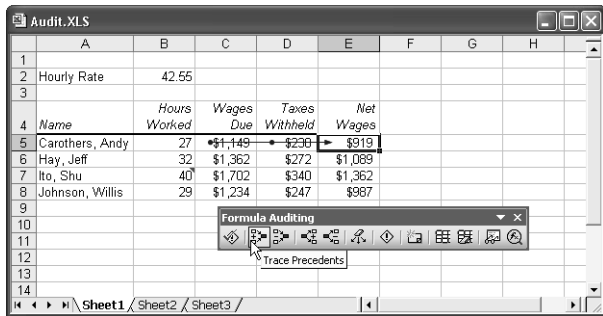 Audit.XLS
A B C D E F G H
1
2 Hourly Rate 42.55
3
Hours Wages Taxes Net
4 Name Worked Due Withheld Wages
5 Carothers, Andy 27 $1,149 $230 $919
6 Hay, Jeff 32 $1,362 $272 $1,089
7 Ito, Shu 40 $1,702 $340 $1,362
8 Johnson, Willis 29 $1,234 $247 $987
9
10
11
12
13
14
Formula Auditing
Trace Precedents
Sheet1 Sheet2 Sheet3